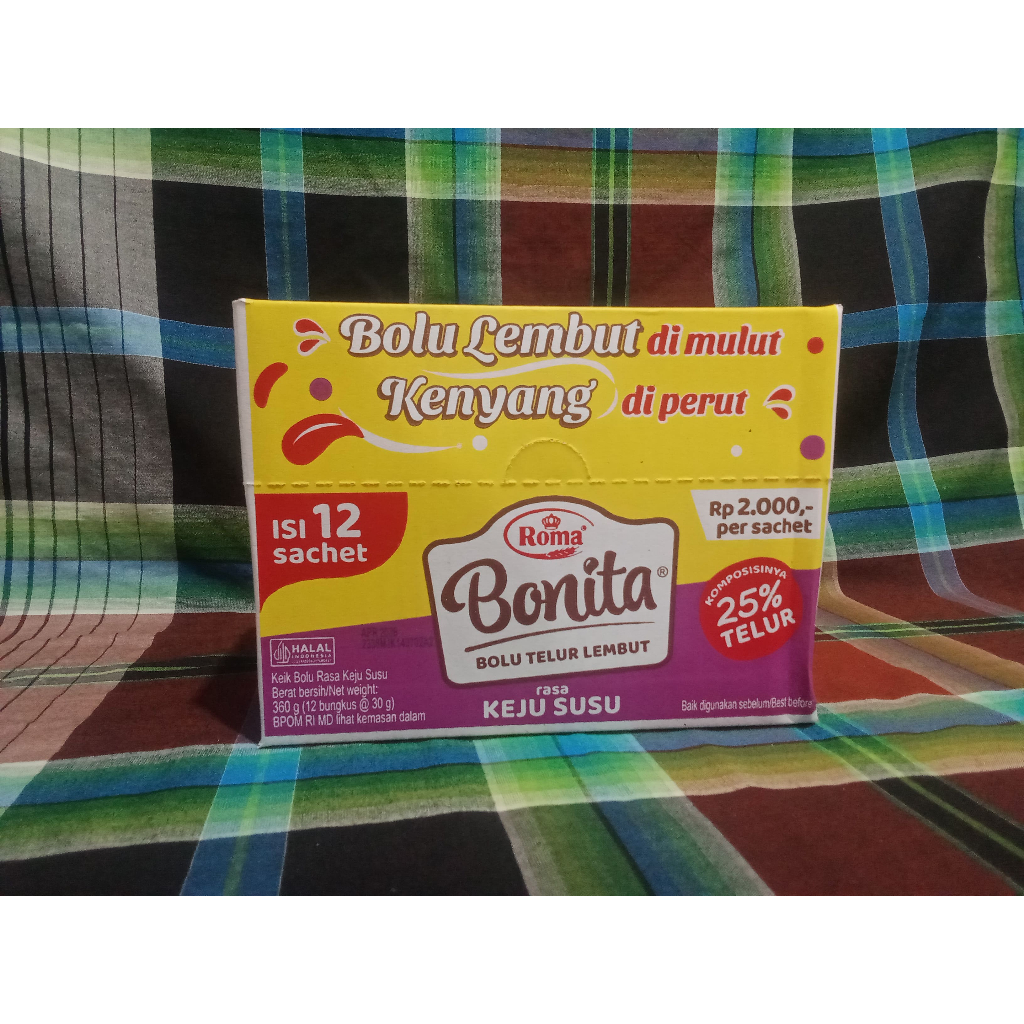 Bolu Lembut di mulut
Kenyang di perut
ISI 12
sachet
Rp 2.000,-
per sachet
Roma®
Bonita®
BOLU TELUR LEMBUT
KOMPOSISINYA
25%
TELUR
rasa
KEJU SUSU
HALAL
INDONESIA
Keik Bolu Rasa Keju Susu
Berat bersih/Net weight:
360 g (12 bungkus @ 30 g)
BPOM RI MD lihat kemasan dalam
Baik digunakan sebelum/Best before